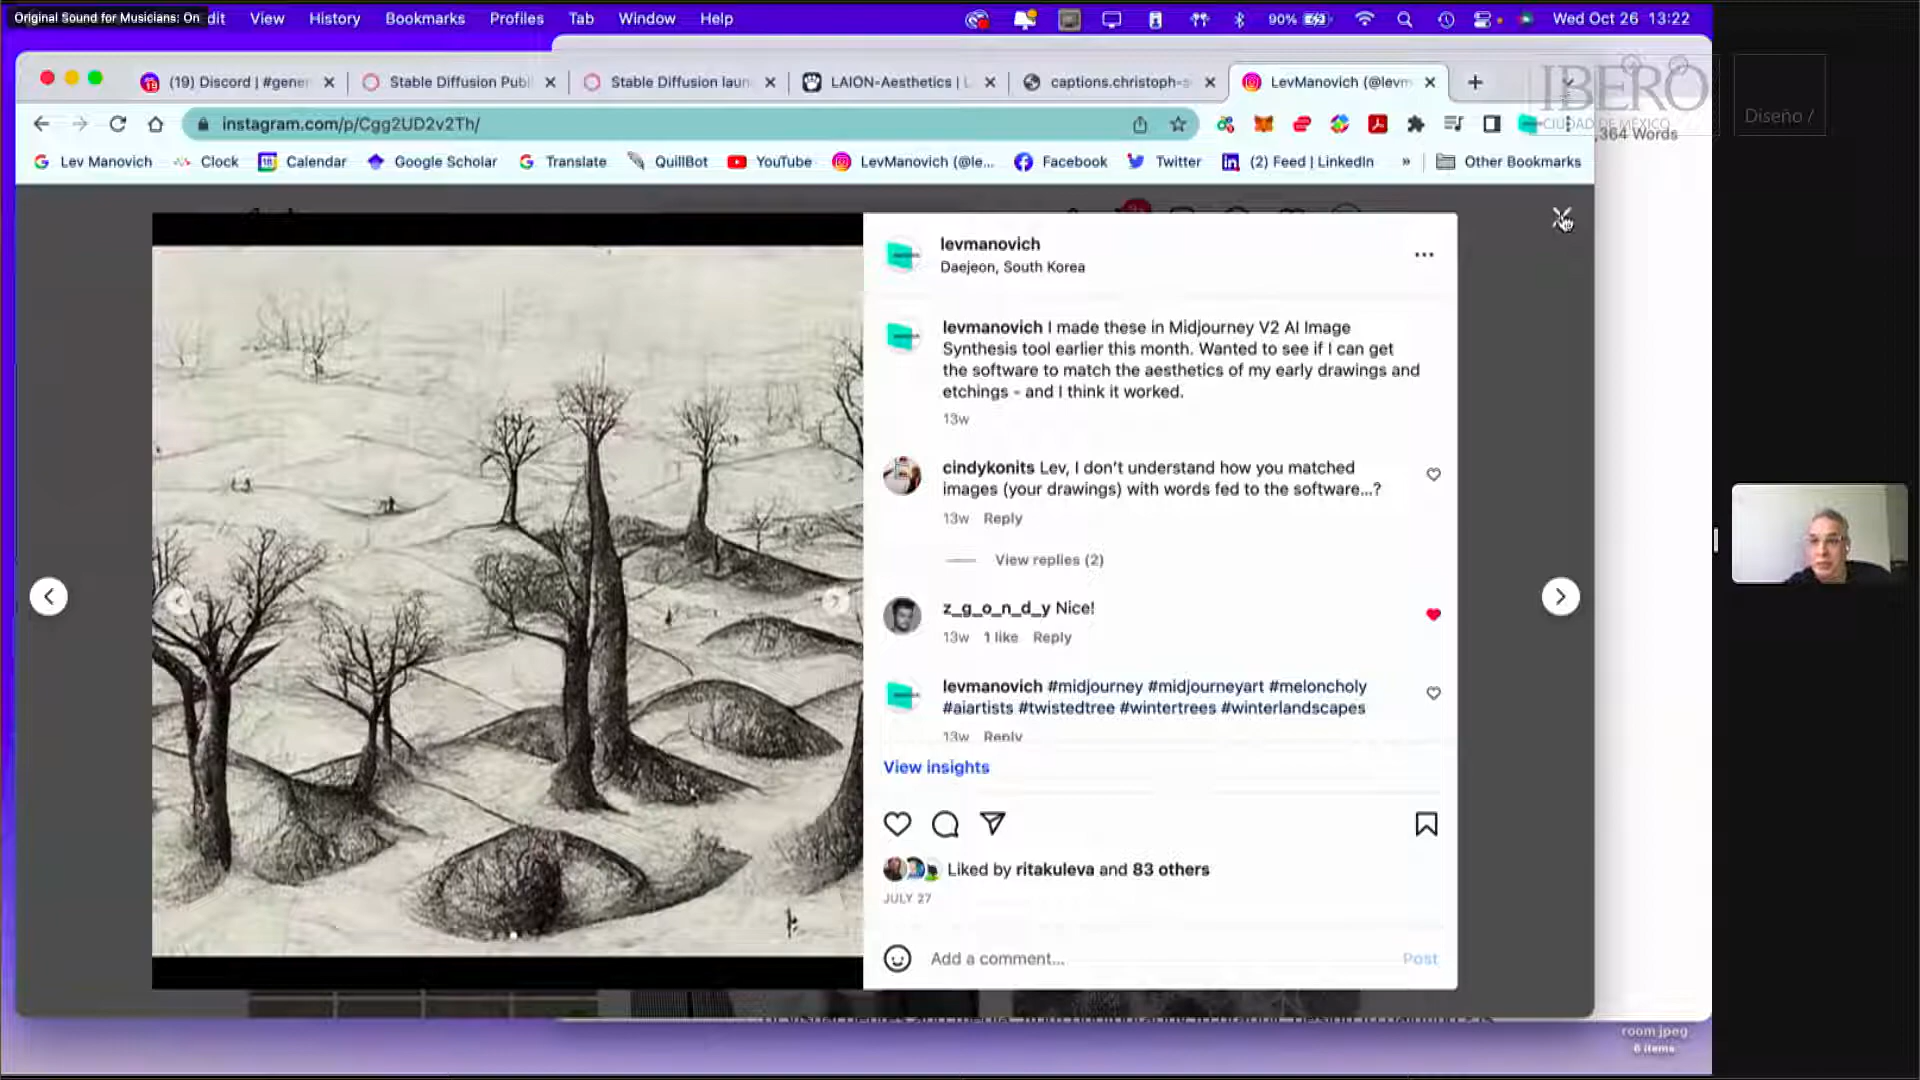 Original Sound for Musicians: On
dit View History Bookmarks Profiles Tab Window Help
90%
Wed Oct 26 13:22
(19) Discord | #gener
Stable Diffusion Publ
Stable Diffusion laun
LAION-Aesthetics | L
captions.christoph-s
LevManovich (@levm
IBERO
CIUDAD DE MÉXICO
Diseño /
instagram.com/p/Cgg2UD2v2Th/
,364 Words
Lev Manovich
Clock
Calendar
Google Scholar
Translate
QuillBot
YouTube
LevManovich (@le...
Facebook
Twitter
(2) Feed | LinkedIn
»
Other Bookmarks
levmanovich
Daejeon, South Korea
levmanovich I made these in Midjourney V2 AI Image
Synthesis tool earlier this month. Wanted to see if I can get
the software to match the aesthetics of my early drawings and
etchings - and I think it worked.
13w
cindykonits Lev, I don't understand how you matched
images (your drawings) with words fed to the software...?
13w Reply
View replies (2)
z_g_o_n_d_y Nice!
13w 1 like Reply
levmanovich #midjourney #midjourneyart #meloncholy
#aiartists #twistedtree #wintertrees #winterlandscapes
13w Reply
View insights
Liked by ritakuleva and 83 others
JULY 27
Add a comment...
Post
room jpeg
6 items